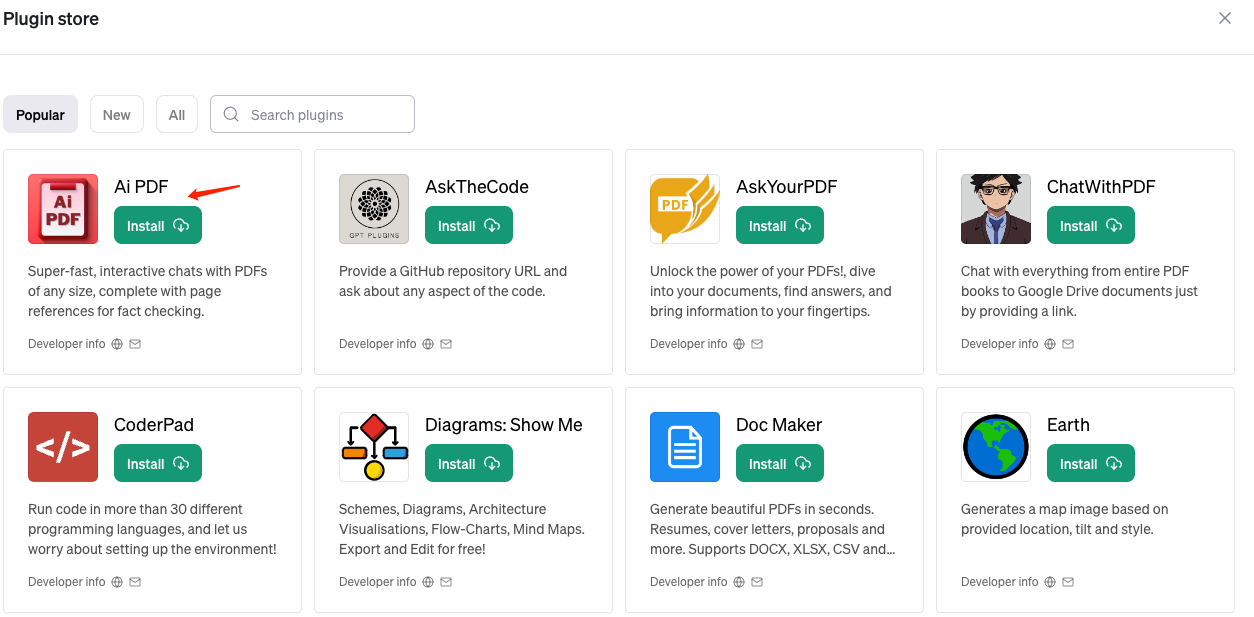 Plugin store
Popular
New
All
Search plugins
Ai
PDF
Ai PDF
Install
Super-fast, interactive chats with PDFs
of any size, complete with page
references for fact checking.
Developer info
GPT PLUGINS
AskTheCode
Install
Provide a GitHub repository URL and
ask about any aspect of the code.
Developer info
PDF
AskYourPDF
Install
Unlock the power of your PDFs!, dive
into your documents, find answers, and
bring information to your fingertips.
Developer info
ChatWithPDF
Install
Chat with everything from entire PDF
books to Google Drive documents just
by providing a link.
Developer info
</>
CoderPad
Install
Run code in more than 30 different
programming languages, and let us
worry about setting up the environment!
Developer info
Diagrams: Show Me
Install
Schemes, Diagrams, Architecture
Visualisations, Flow-Charts, Mind Maps.
Export and Edit for free!
Developer info
Doc Maker
Install
Generate beautiful PDFs in seconds.
Resumes, cover letters, proposals and
more. Supports DOCX, XLSX, CSV and...
Developer info
Earth
Install
Generates a map image based on
provided location, tilt and style.
Developer info